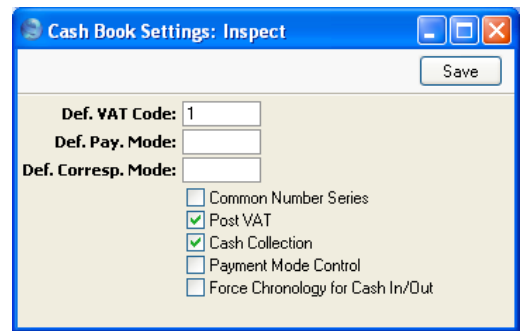 Cash Book Settings: Inspect
Save
Def. VAT Code: 1
Def. Pay. Mode:
Def. Corresp. Mode:
Common Number Series
Post VAT
Cash Collection
Payment Mode Control
Force Chronology for Cash In/Out